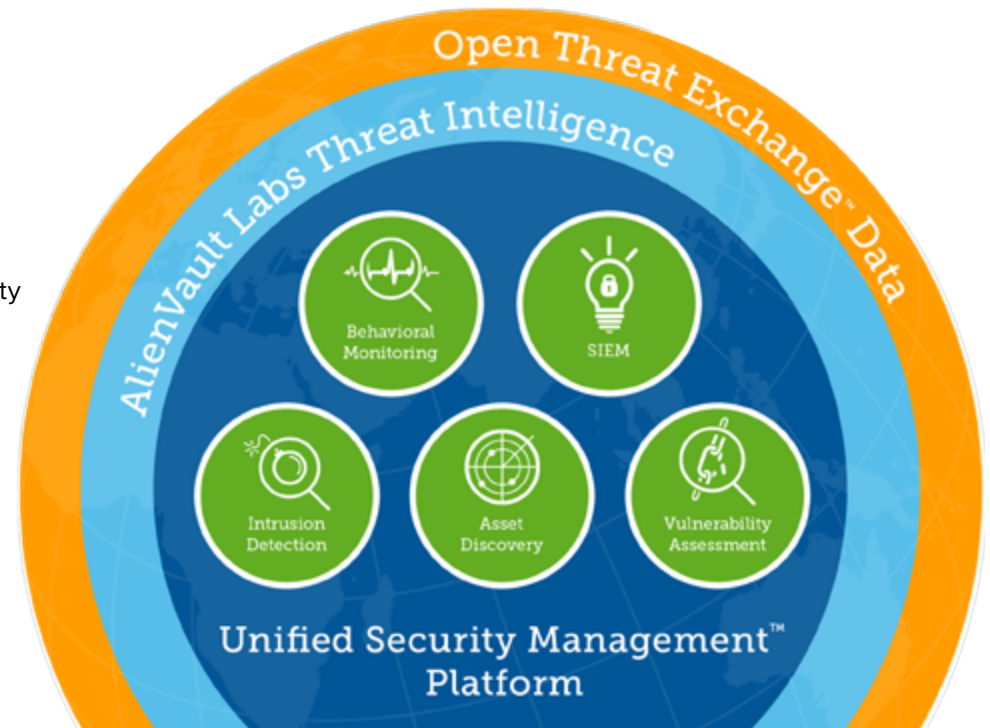 Open Threat Exchange™ Data
AlienVault Labs Threat Intelligence
ty
Behavioral
Monitoring
SIEM
Intrusion
Detection
Asset
Discovery
Vulnerability
Assessment
Unified Security Management™
Platform